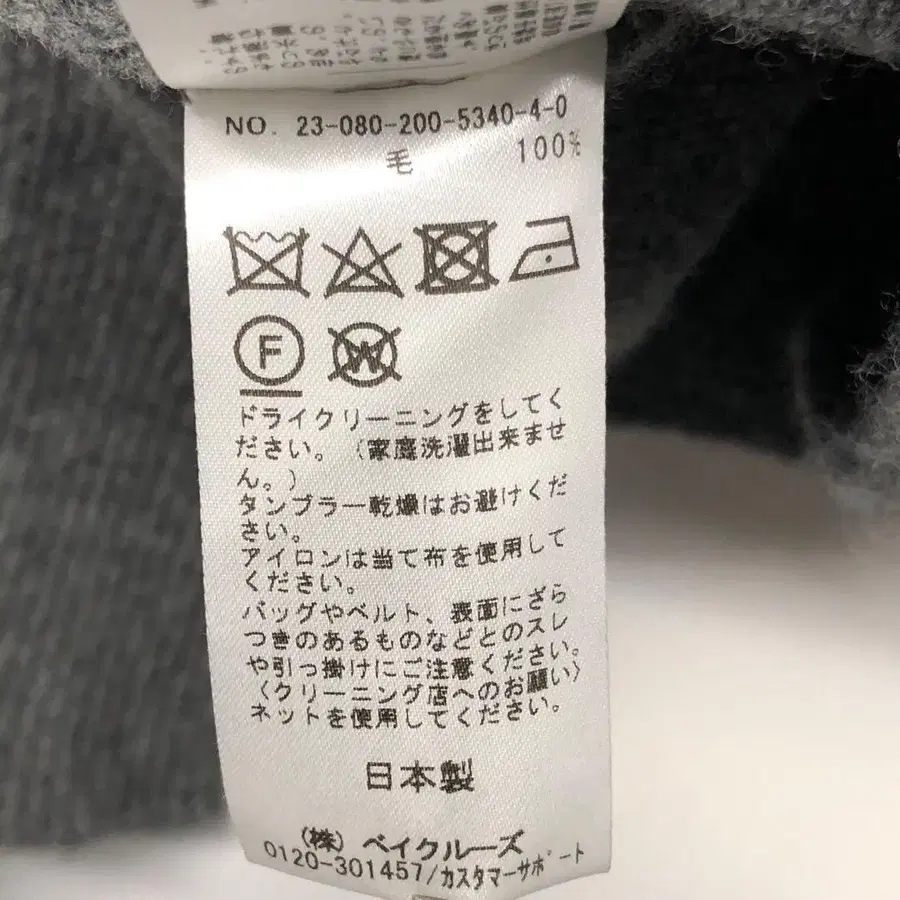 NO. 23-080-200-5340-4-0
毛 100%
F
W
ドライクリーニングをしてく
ださい。(家庭洗濯出来ませ
ん。)
タンブラー乾燥はお避けくだ
さい。
アイロンは当て布を使用して
ください。
バッグやベルト、表面にざら
つきのあるものなどとのスレ
や引っ掛けにご注意ください。
〈クリーニング店へのお願い〉
ネットを使用してください。
日本製
(株) ベイクルーズ
0120-301457/カスタマーサポート